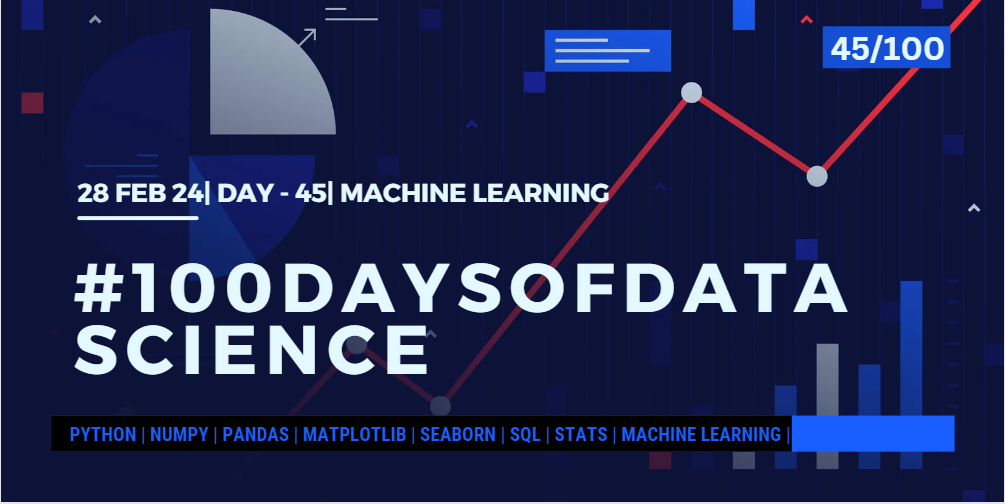 45/100
28 FEB 24| DAY - 45| MACHINE LEARNING
#100DAYSOFDATA
SCIENCE
PYTHON | NUMPY | PANDAS | MATPLOTLIB | SEABORN | SQL | STATS | MACHINE LEARNING |